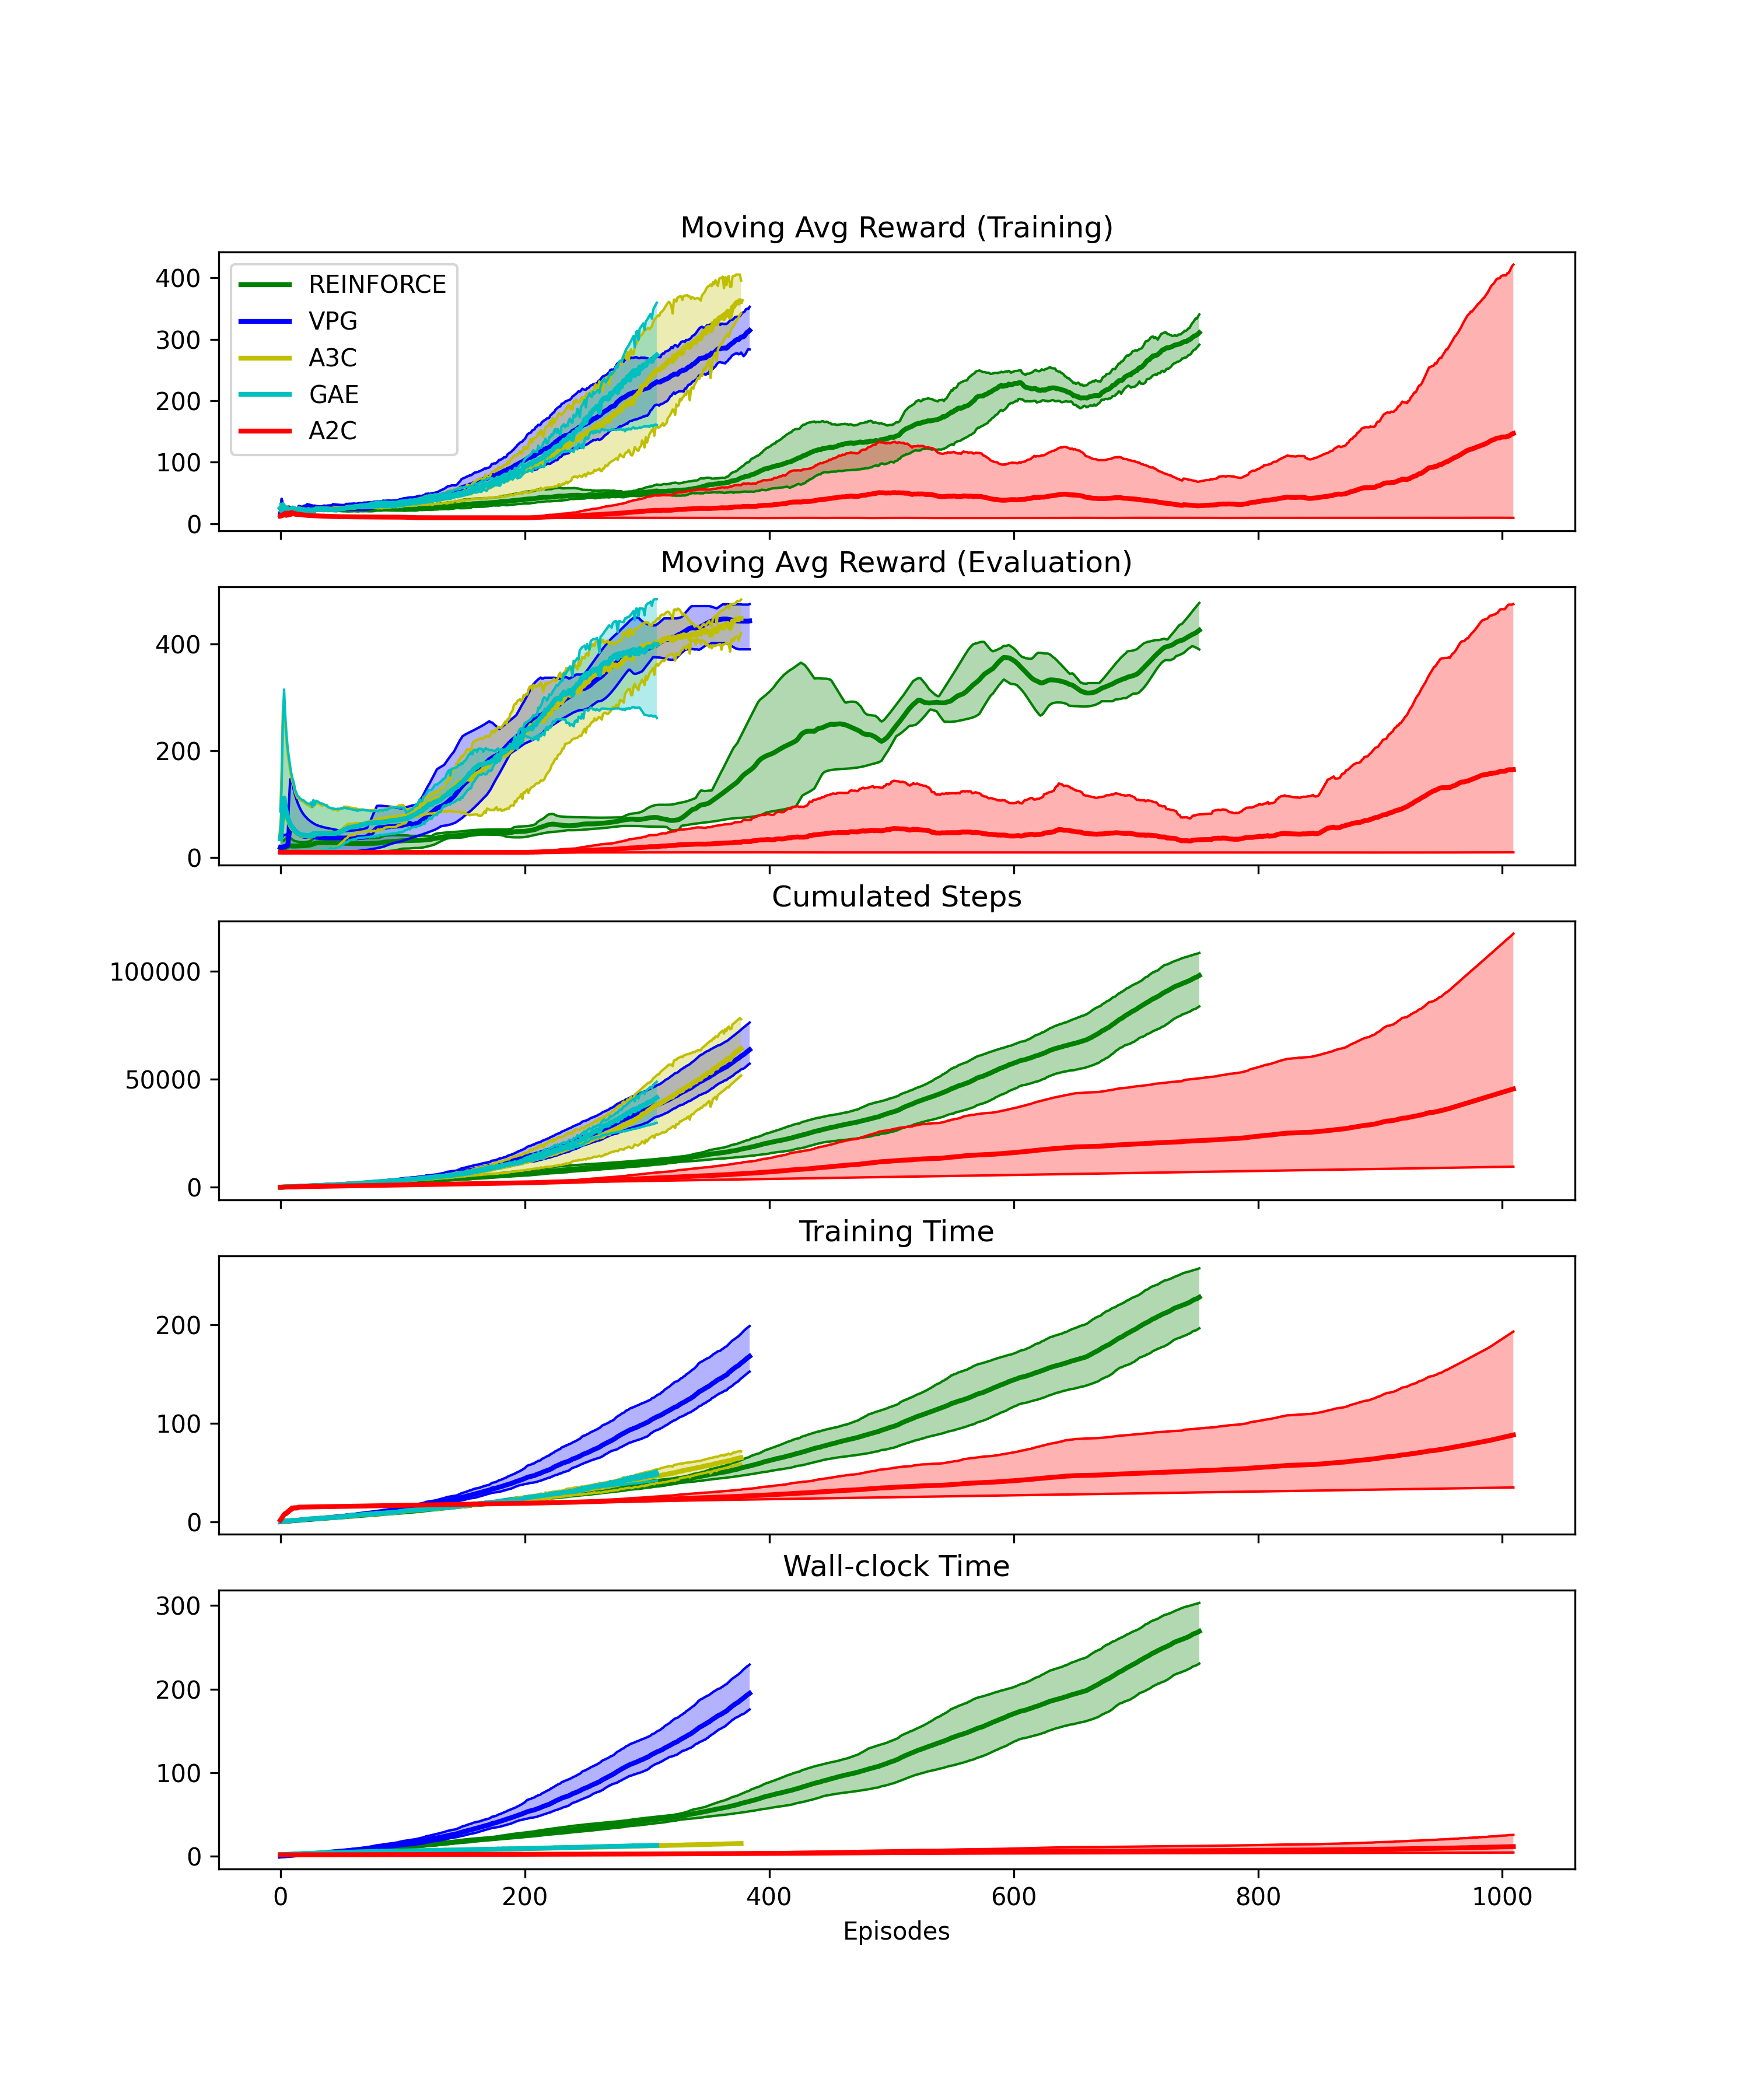 Moving Avg Reward (Training)
400
300
200
100
0
REINFORCE
VPG
A3C
GAE
A2C
Moving Avg Reward (Evaluation)
400
200
0
Cumulated Steps
100000
50000
0
Training Time
200
100
0
Wall-clock Time
300
200
100
0
0 200 400 600 800 1000
Episodes